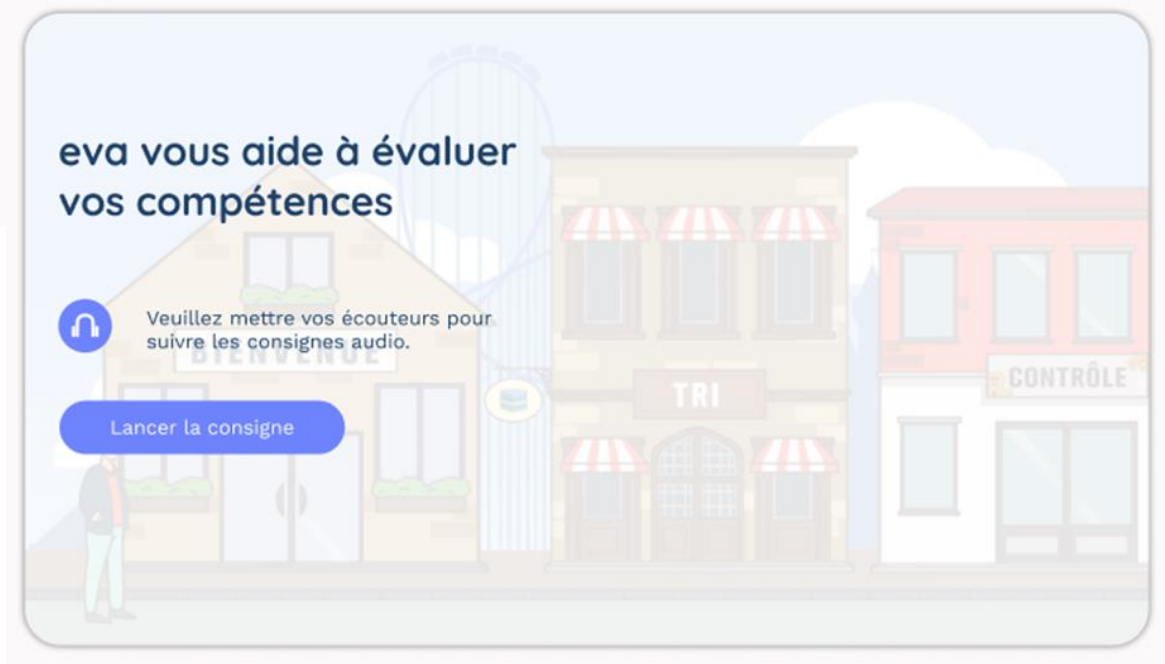 eva vous aide à évaluer
vos compétences
Veuillez mettre vos écouteurs pour
suivre les consignes audio.
BIENVENUE
Lancer la consigne
TRI
CONTRÔLE